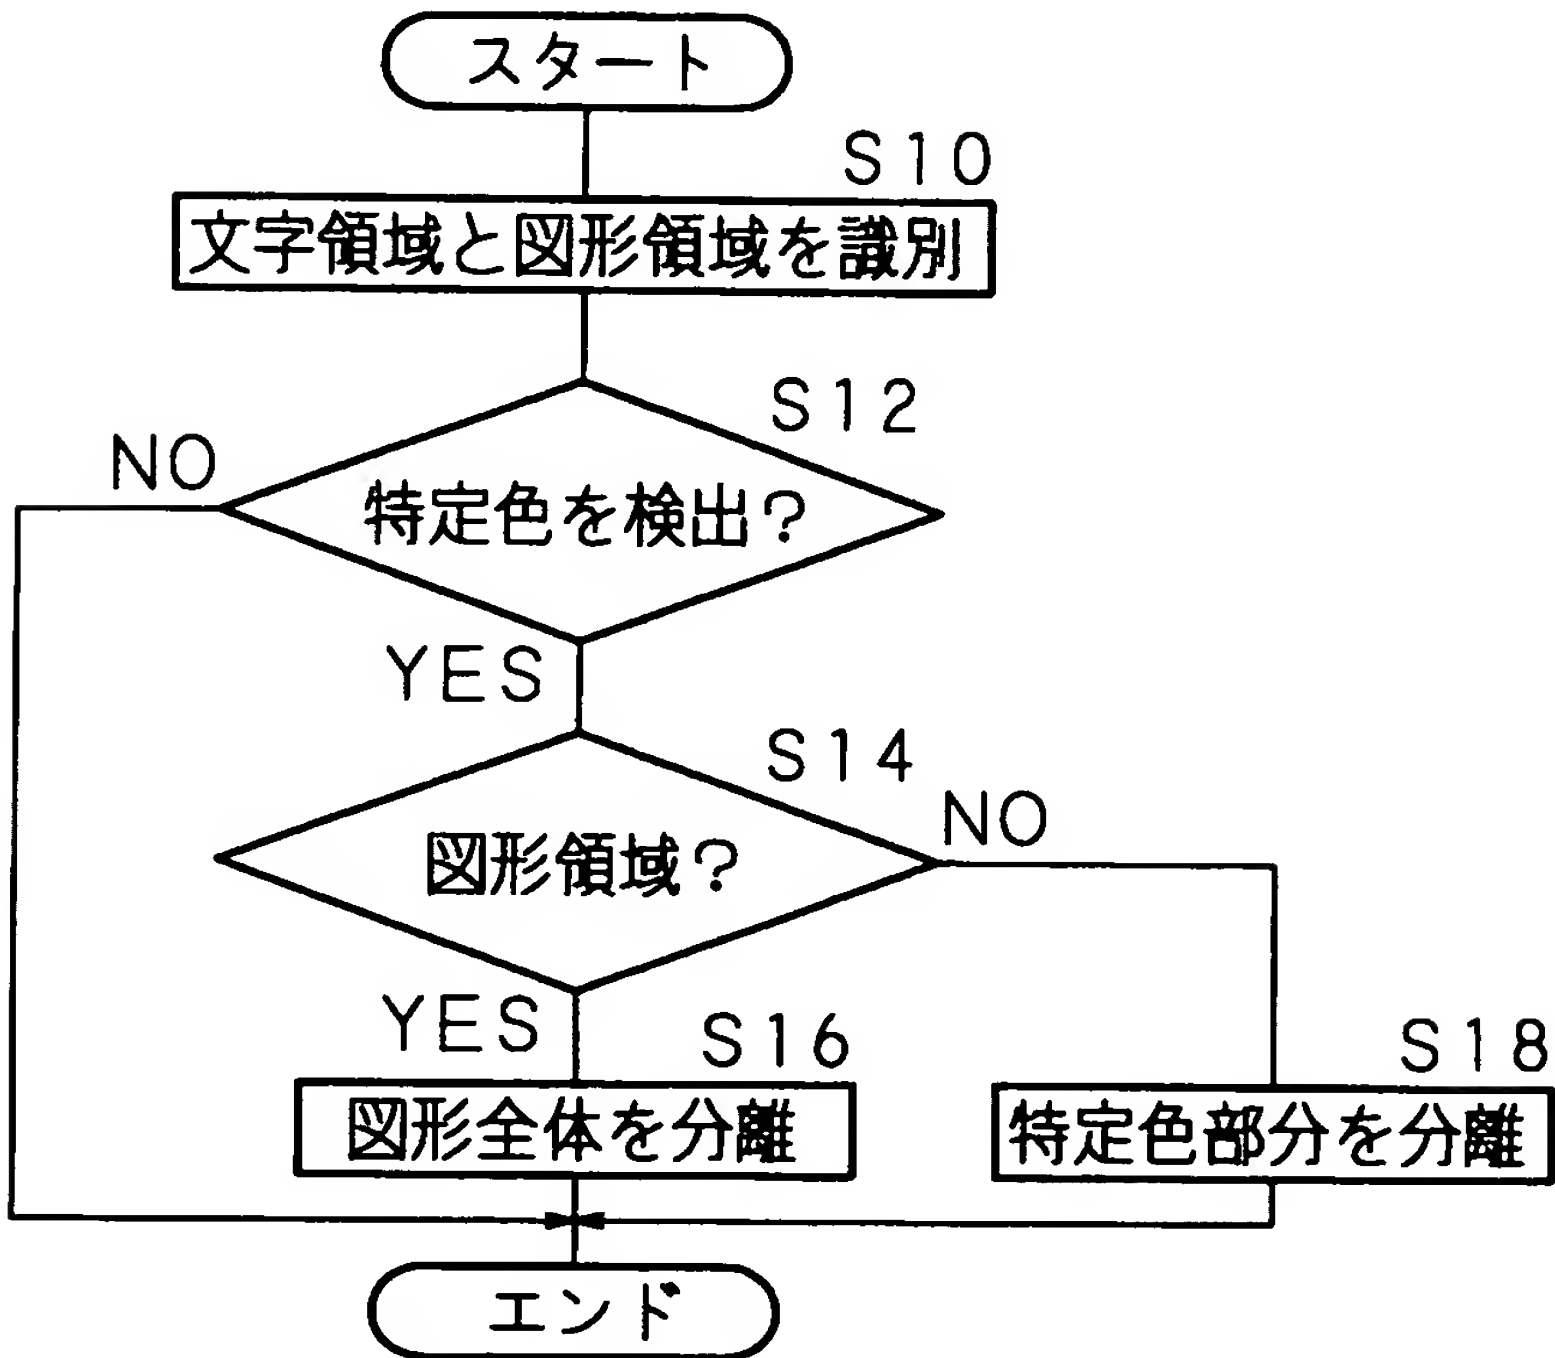 スタート
S10
文字領域と図形領域を識別
S12
NO
特定色を検出?
YES
S14
NO
図形領域?
YES
S16
S18
図形全体を分離
特定色部分を分離
エンド